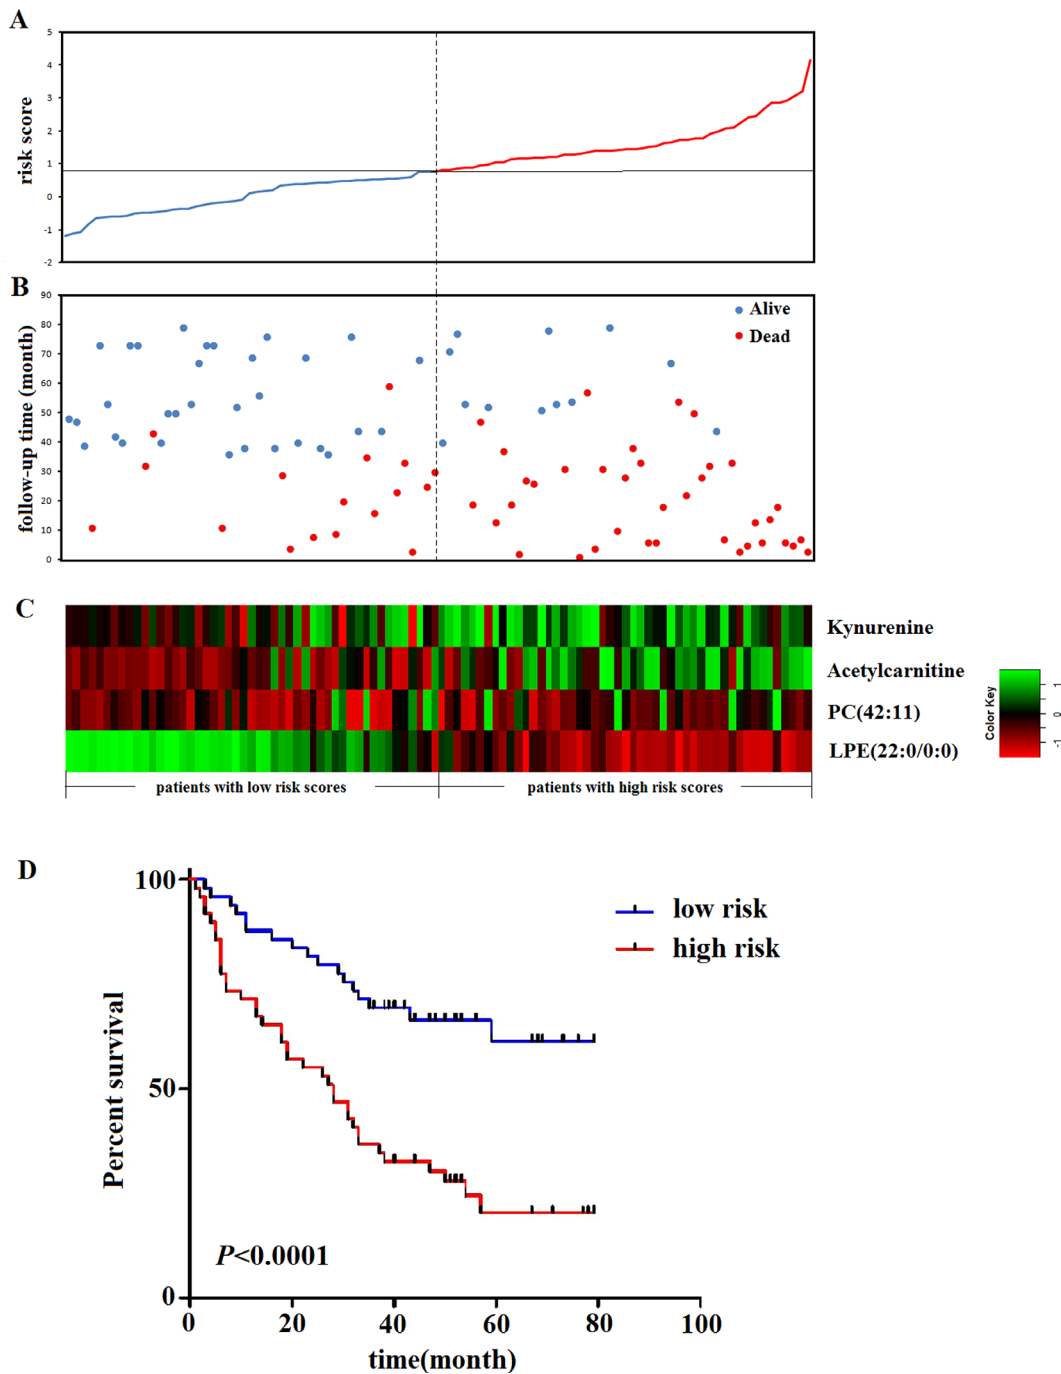 A
5
4
3
2
1
0
-1
-2
risk score
B
90
80
70
60
50
40
30
20
10
0
follow-up time (month)
Alive
Dead
C
Kynurenine
Acetylcarnitine
PC(42:11)
LPE(22:0/0:0)
Color Key
1
0
-1
patients with low risk scores
patients with high risk scores
D
100
50
0
Percent survival
low risk
high risk
P<0.0001
0 20 40 60 80 100
time(month)